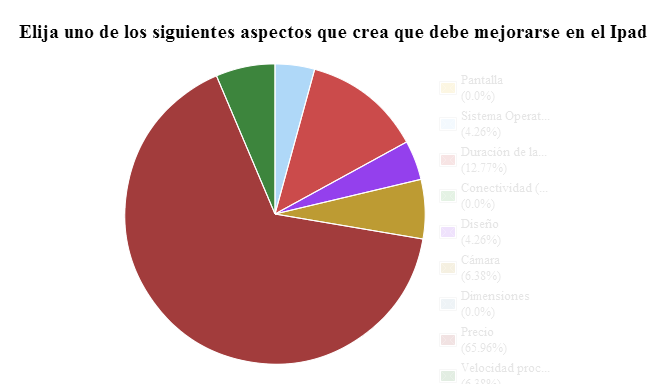 Elija uno de los siguientes aspectos que crea que debe mejorarse en el Ipad
Pantalla
(0.0%)
Sistema Operat...
(4.26%)
Duración de la...
(12.77%)
Conectividad (...
(0.0%)
Diseño
(4.26%)
Cámara
(6.38%)
Dimensiones
(0.0%)
Precio
(65.96%)
Velocidad proc...
(6.38%)